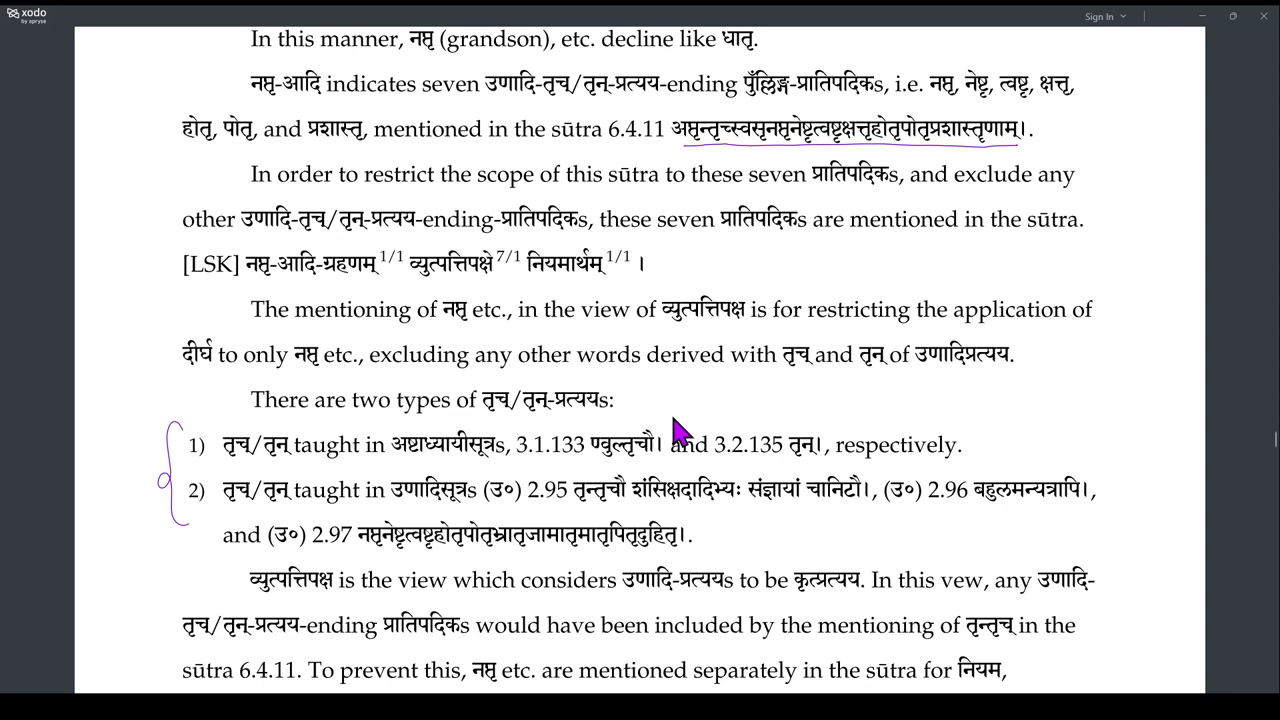 xodo
by apryse
Sign In
In this manner, नप्तृ (grandson), etc. decline like धातृ.
नप्तृ-आदि indicates seven उणादि-तृच्/तृन्-प्रत्यय-ending पुँल्लिङ्ग-प्रातिपदिकs, i.e. नप्तृ, नेष्टृ, त्वष्टृ, क्षत्तृ,
होतृ, पोतृ, and प्रशास्तृ, mentioned in the sūtra 6.4.11 अप्तृन्तृच्स्वसृनप्तृनेष्टृत्वष्टृक्षत्तृहोतृपोतृप्रशास्तॄणाम्।.
In order to restrict the scope of this sūtra to these seven प्रातिपदिकs, and exclude any
other उणादि-तृच्/तृन्-प्रत्यय-ending-प्रातिपदिकs, these seven प्रातिपदिकs are mentioned in the sūtra.
[LSK] नप्तृ-आदि-ग्रहणम् 1/1 व्युत्पत्तिपक्षे 7/1 नियमार्थम् 1/1 ।
The mentioning of नप्तृ etc., in the view of व्युत्पत्तिपक्ष is for restricting the application of
दीर्घ to only नप्तृ etc., excluding any other words derived with तृच् and तृन् of उणादिप्रत्यय.
There are two types of तृच्/तृन्-प्रत्ययs:
1) तृच्/तृन् taught in अष्टाध्यायीसूत्रs, 3.1.133 ण्वुल्तृचौ। and 3.2.135 तृन्।, respectively.
2) तृच्/तृन् taught in उणादिसूत्रs (उ०) 2.95 तृन्तृचौ शंसिक्षदादिभ्यः संज्ञायां चानिटौ।, (उ०) 2.96 बहुलमन्यत्रापि।,
and (उ०) 2.97 नप्तृनेष्टृत्वष्टृहोतृपोतृभ्रातृजामातृमातृपितृदुहितृ।.
व्युत्पत्तिपक्ष is the view which considers उणादि-प्रत्ययs to be कृत्प्रत्यय. In this vew, any उणादि-
तृच्/तृन्-प्रत्यय-ending प्रातिपदिकs would have been included by the mentioning of तृन्तृच् in the
sūtra 6.4.11. To prevent this, नप्तृ etc. are mentioned separately in the sūtra for नियम,